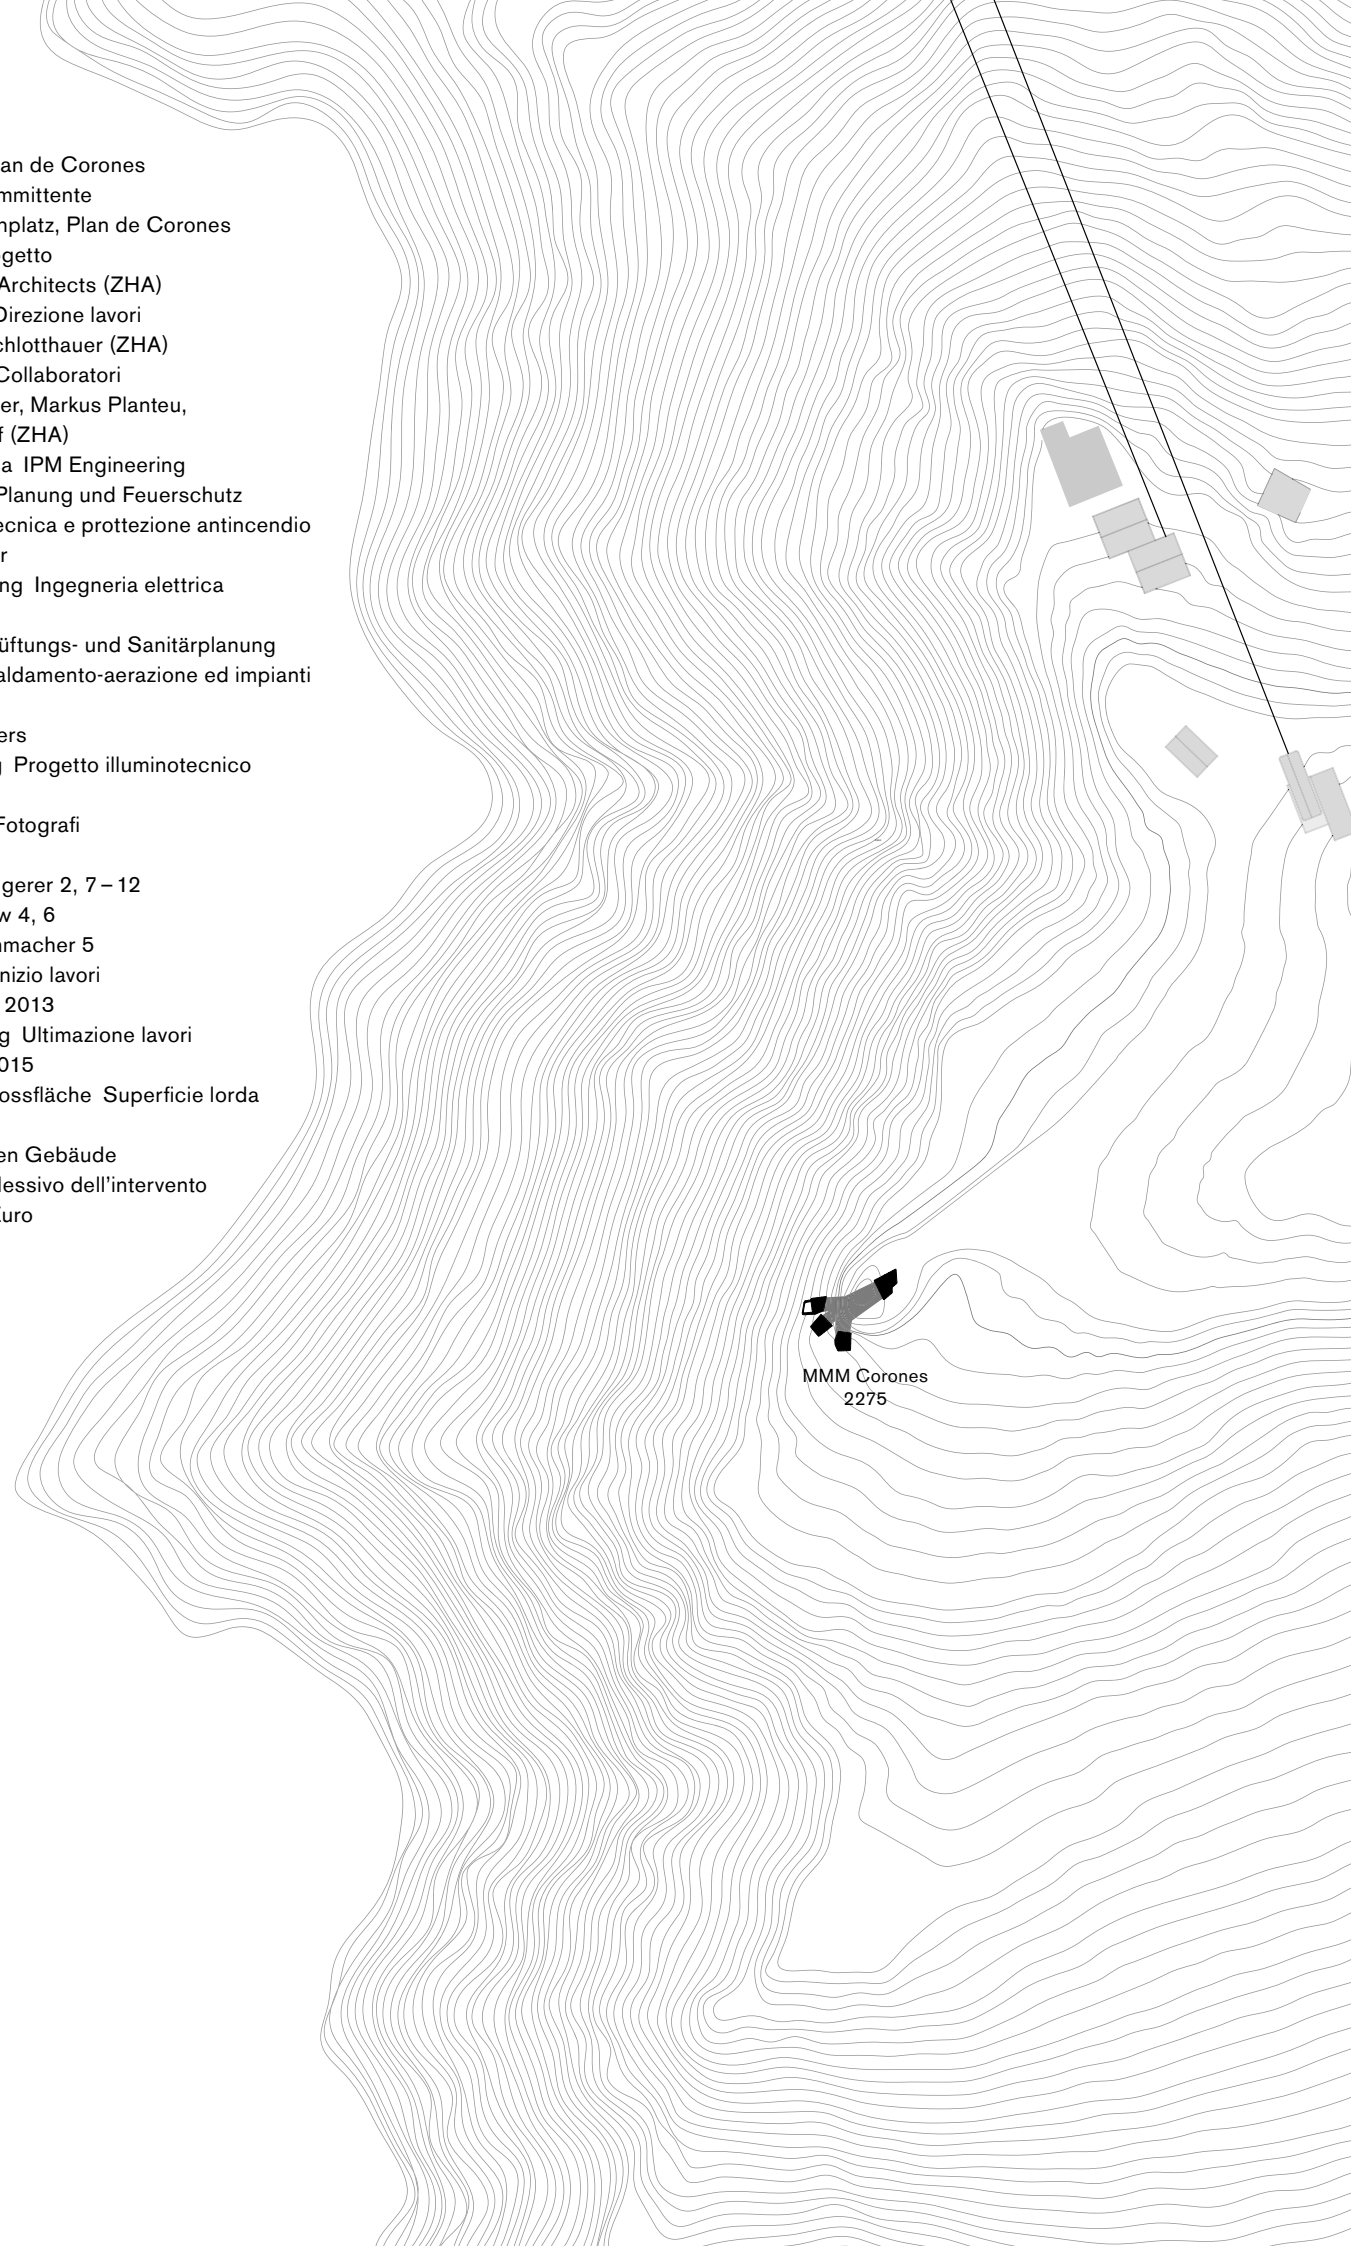 an de Corones
mmittente
nplatz, Plan de Corones
getto
Architects (ZHA)
Direzione lavori
chlotthauer (ZHA)
Collaboratori
er, Markus Planteu,
f (ZHA)
a IPM Engineering
Planung und Feuerschutz
ecnica e prottezione antincendio
r
ng Ingegneria elettrica
üftungs- und Sanitärplanung
aldamento-aerazione ed impianti
ers
g Progetto illuminotecnico
Fotografi
gerer 2, 7 – 12
w 4, 6
macher 5
nizio lavori
2013
g Ultimazione lavori
015
ossfläche Superficie lorda
en Gebäude
lessivo dell’intervento
Euro
MMM Corones
2275